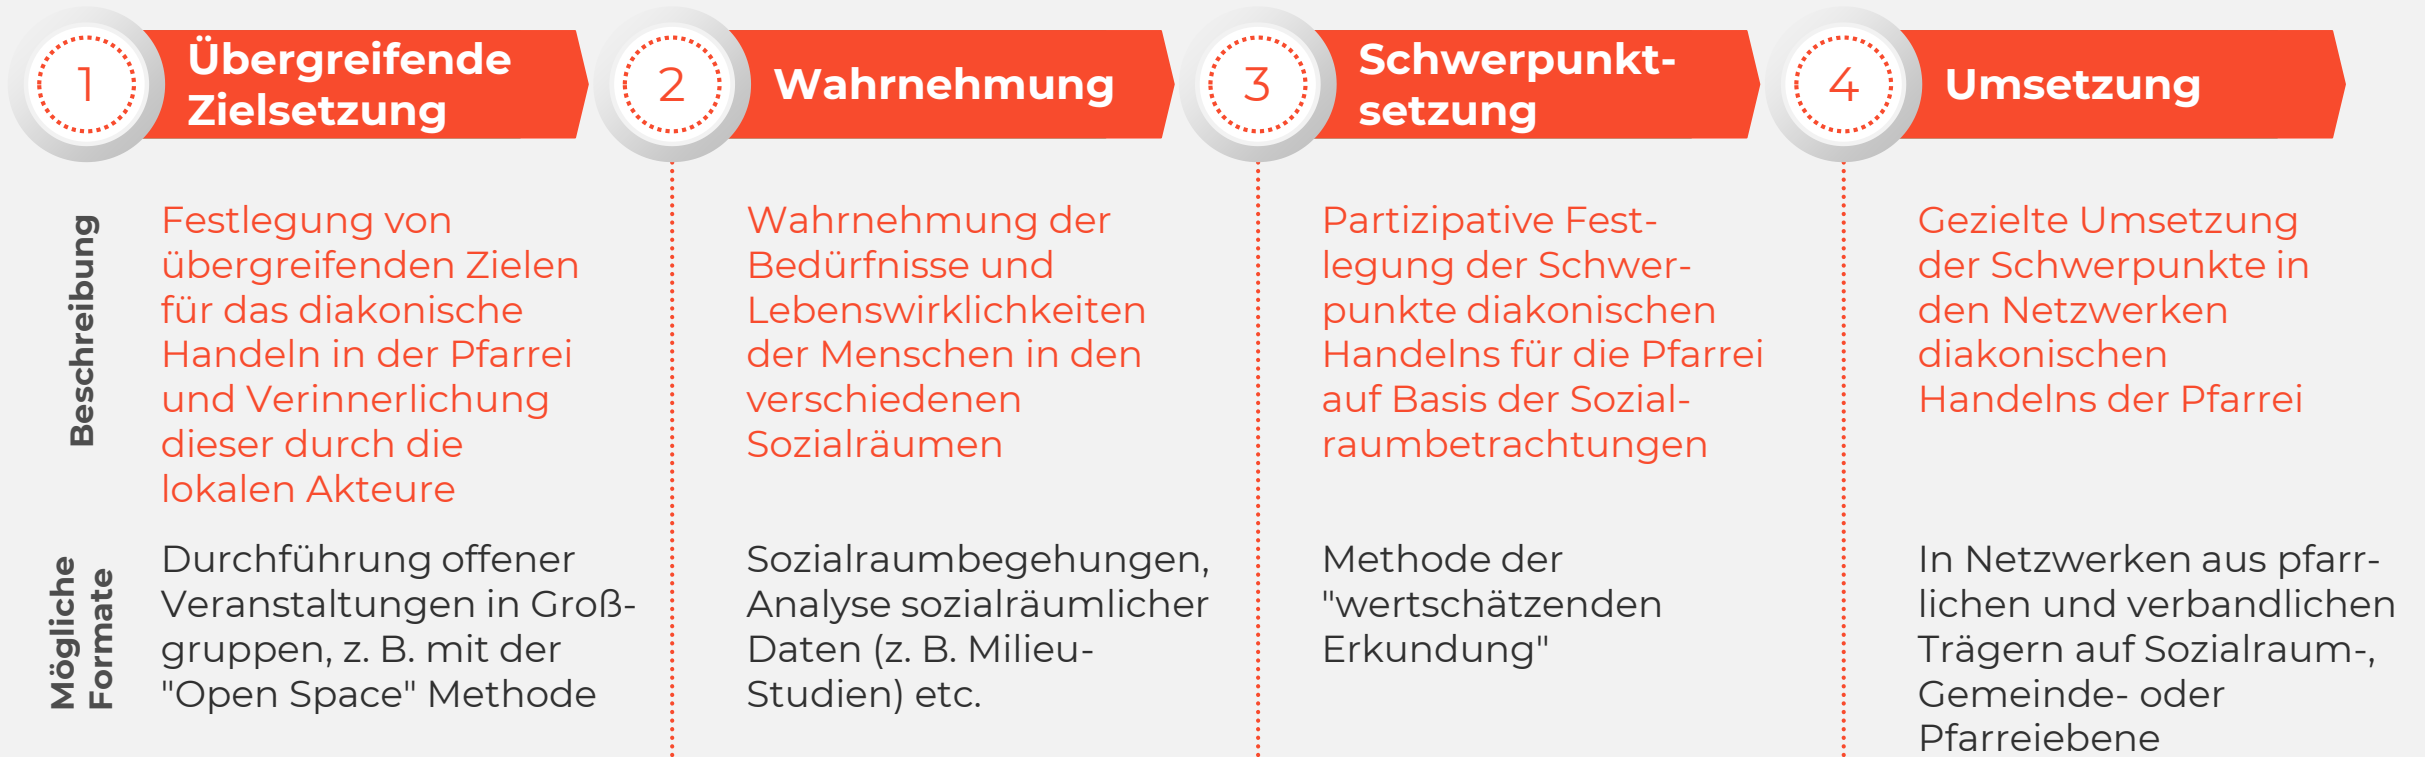 1
Übergreifende
Zielsetzung
2
Wahrnehmung
3
Schwerpunkt-
setzung
4
Umsetzung
Beschreibung
Festlegung von
übergreifenden Zielen
für das diakonische
Handeln in der Pfarrei
und Verinnerlichung
dieser durch die
lokalen Akteure
Wahrnehmung der
Bedürfnisse und
Lebenswirklichkeiten
der Menschen in den
verschiedenen
Sozialräumen
Partizipative Fest-
legung der Schwer-
punkte diakonischen
Handelns für die Pfarrei
auf Basis der Sozial-
raumbetrachtungen
Gezielte Umsetzung
der Schwerpunkte in
den Netzwerken
diakonischen
Handelns der Pfarrei
Mögliche
Formate
Durchführung offener
Veranstaltungen in Groß-
gruppen, z. B. mit der
"Open Space" Methode
Sozialraumbegehungen,
Analyse sozialräumlicher
Daten (z. B. Milieu-
Studien) etc.
Methode der
"wertschätzenden
Erkundung"
In Netzwerken aus pfarr-
lichen und verbandlichen
Trägern auf Sozialraum-,
Gemeinde- oder
Pfarreiebene